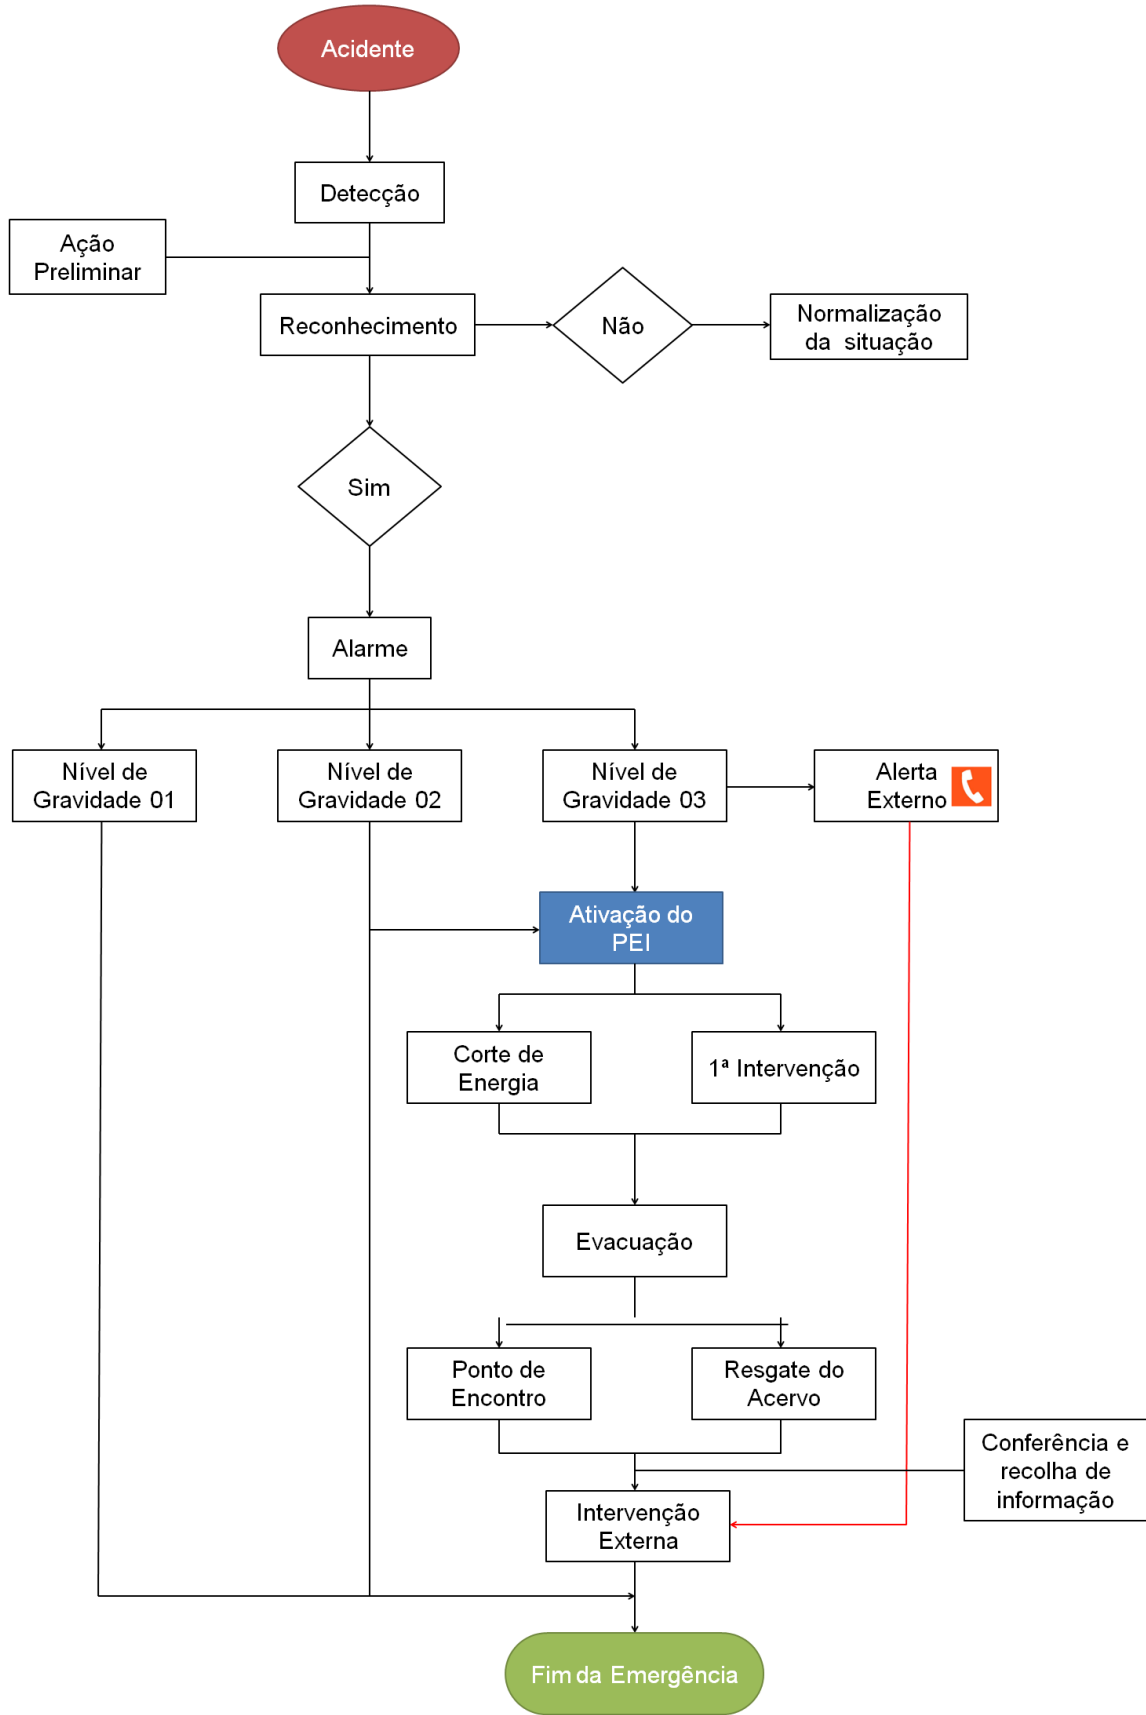 Acidente
Detecção
Ação
Preliminar
Reconhecimento
Não
Normalização
da situação
Sim
Alarme
Nível de
Gravidade 01
Nível de
Gravidade 02
Nível de
Gravidade 03
Alerta
Externo
Ativação do
PEI
Corte de
Energia
1ª Intervenção
Evacuação
Ponto de
Encontro
Resgate do
Acervo
Conferência e
recolha de
informação
Intervenção
Externa
Fim da Emergência